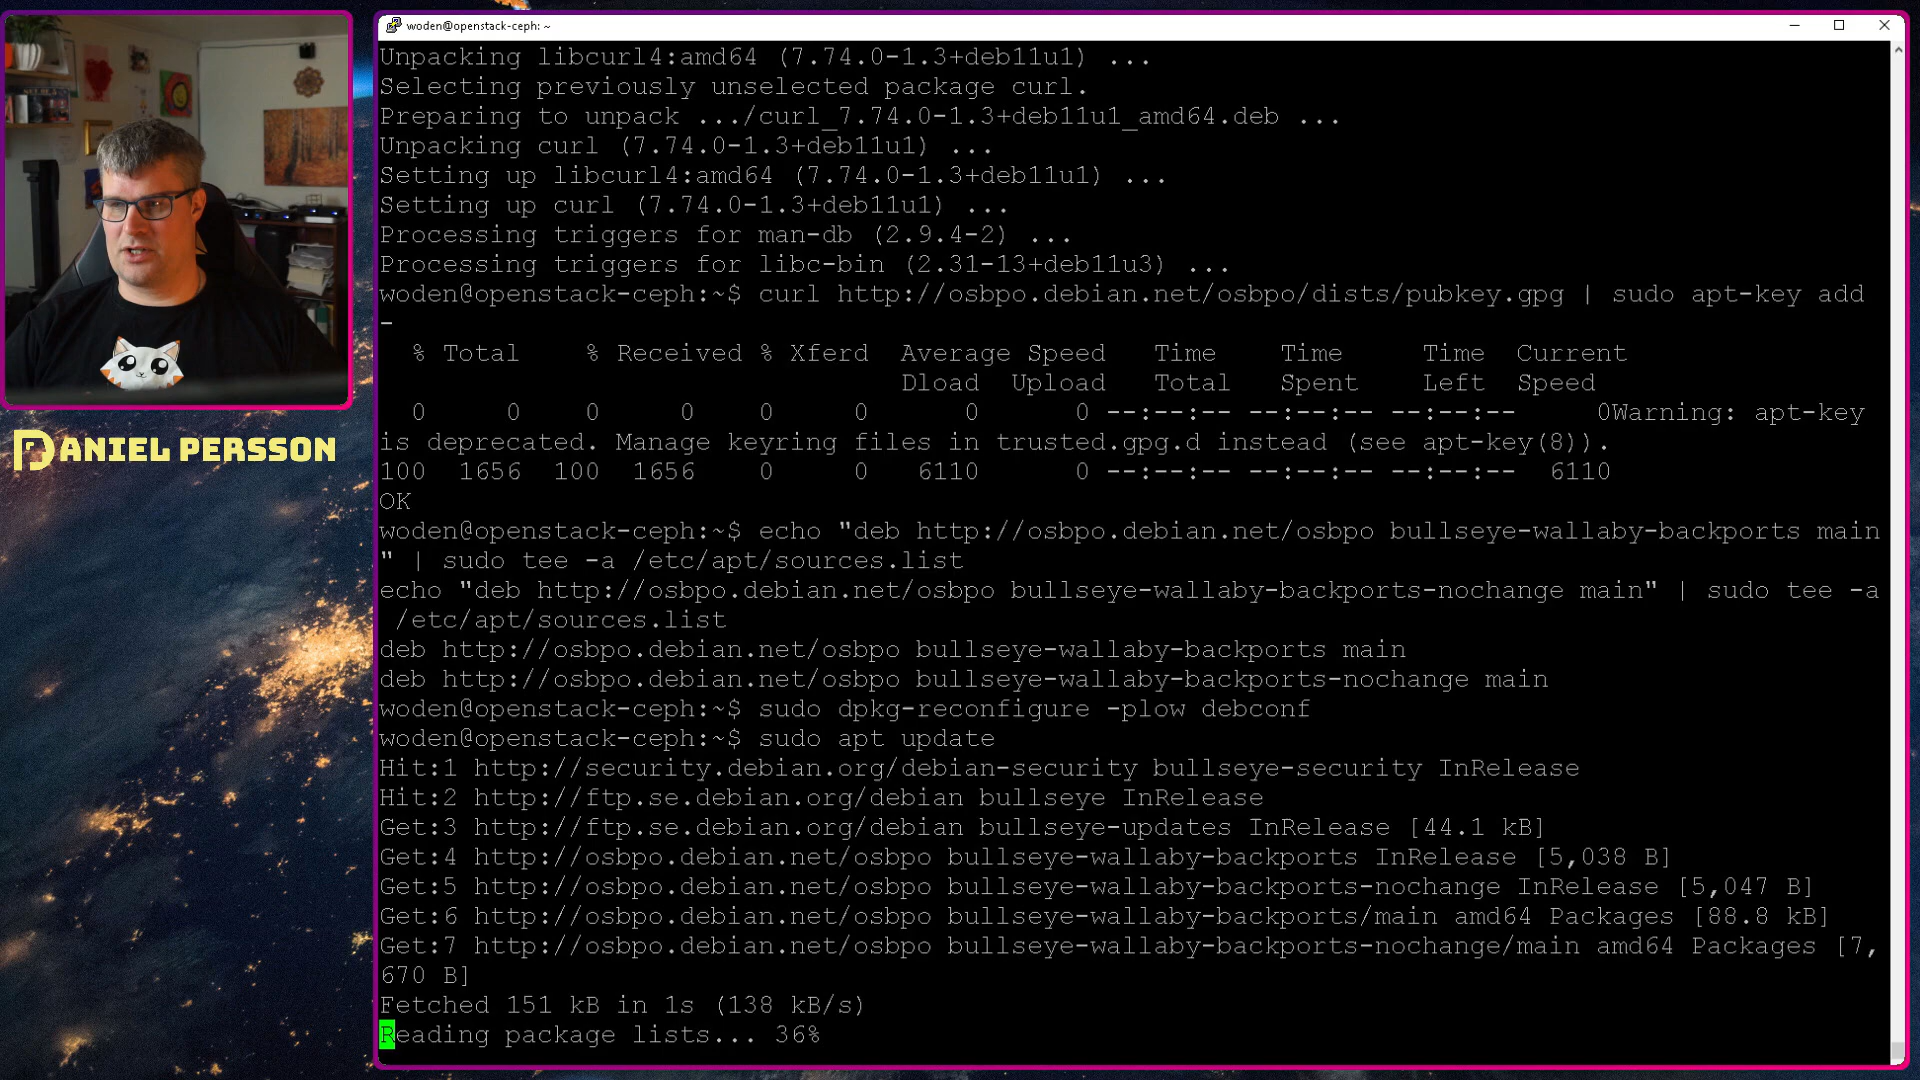 woden@openstack-ceph: ~
Unpacking libcurl4:amd64 (7.74.0-1.3+deb11u1) ...
Selecting previously unselected package curl.
Preparing to unpack .../curl_7.74.0-1.3+deb11u1_amd64.deb ...
Unpacking curl (7.74.0-1.3+deb11u1) ...
Setting up libcurl4:amd64 (7.74.0-1.3+deb11u1) ...
Setting up curl (7.74.0-1.3+deb11u1) ...
Processing triggers for man-db (2.9.4-2) ...
Processing triggers for libc-bin (2.31-13+deb11u3) ...
woden@openstack-ceph:~$ curl http://osbpo.debian.net/osbpo/dists/pubkey.gpg | sudo apt-key add
-
% Total % Received % Xferd Average Speed Time Time Time Current
Dload Upload Total Spent Left Speed
0 0 0 0 0 0 0 0 --:--:-- --:--:-- --:--:-- 0Warning: apt-key
is deprecated. Manage keyring files in trusted.gpg.d instead (see apt-key(8)).
100 1656 100 1656 0 0 6110 0 --:--:-- --:--:-- --:--:-- 6110
OK
woden@openstack-ceph:~$ echo "deb http://osbpo.debian.net/osbpo bullseye-wallaby-backports main
" | sudo tee -a /etc/apt/sources.list
echo "deb http://osbpo.debian.net/osbpo bullseye-wallaby-backports-nochange main" | sudo tee -a
/etc/apt/sources.list
deb http://osbpo.debian.net/osbpo bullseye-wallaby-backports main
deb http://osbpo.debian.net/osbpo bullseye-wallaby-backports-nochange main
woden@openstack-ceph:~$ sudo dpkg-reconfigure -plow debconf
woden@openstack-ceph:~$ sudo apt update
Hit:1 http://security.debian.org/debian-security bullseye-security InRelease
Hit:2 http://ftp.se.debian.org/debian bullseye InRelease
Get:3 http://ftp.se.debian.org/debian bullseye-updates InRelease [44.1 kB]
Get:4 http://osbpo.debian.net/osbpo bullseye-wallaby-backports InRelease [5,038 B]
Get:5 http://osbpo.debian.net/osbpo bullseye-wallaby-backports-nochange InRelease [5,047 B]
Get:6 http://osbpo.debian.net/osbpo bullseye-wallaby-backports/main amd64 Packages [88.8 kB]
Get:7 http://osbpo.debian.net/osbpo bullseye-wallaby-backports-nochange/main amd64 Packages [7,
670 B]
Fetched 151 kB in 1s (138 kB/s)
Reading package lists... 36%
DANIEL PERSSON